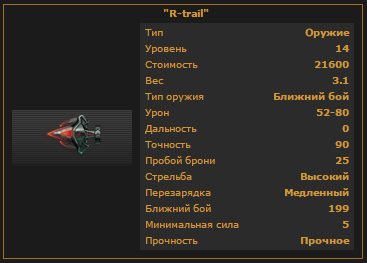 "R-trail"
Тип Оружие
Уровень 14
Стоимость 21600
Вес 3.1
Тип оружия Ближний бой
Урон 52-80
Дальность 0
Точность 90
Пробой брони 25
Стрельба Высокий
Перезарядка Медленный
Ближний бой 199
Минимальная сила 5
Прочность Прочное